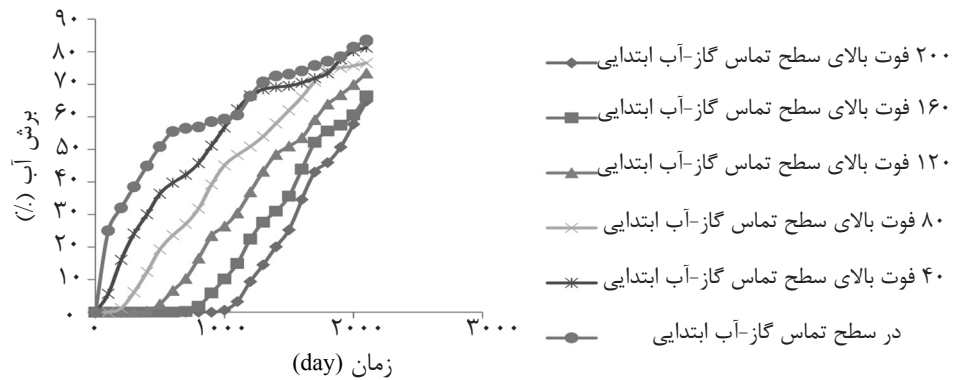 ۹۰
۸۰
۷۰
۶۰
۵۰
۴۰
۳۰
۲۰
۱۰
۰
برش آب (٪)
۰ ۱۰۰۰ ۲۰۰۰ ۳۰۰۰
زمان (day)
۲۰۰ فوت بالای سطح تماس گاز-آب ابتدایی
۱۶۰ فوت بالای سطح تماس گاز-آب ابتدایی
۱۲۰ فوت بالای سطح تماس گاز-آب ابتدایی
۸۰ فوت بالای سطح تماس گاز-آب ابتدایی
۴۰ فوت بالای سطح تماس گاز-آب ابتدایی
در سطح تماس گاز-آب ابتدایی